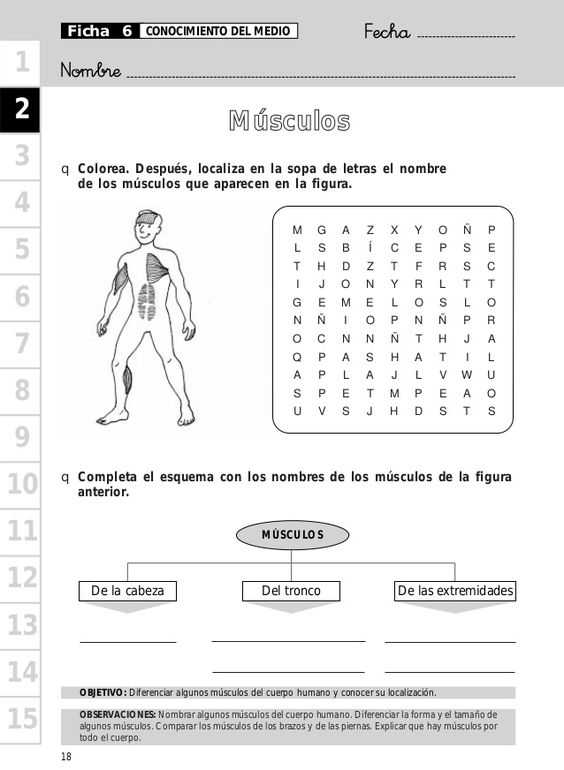 Ficha 6 CONOCIMIENTO DEL MEDIO
Fecha
Nombre
1
2
3
4
5
6
7
8
9
10
11
12
13
14
15
Músculos
q Colorea. Después, localiza en la sopa de letras el nombre
de los músculos que aparecen en la figura.
M G A Z X Y O Ñ P
L S B Í C E P S E
T H D Z T F R S C
I J O N Y R L T T
G E M E L O S L O
N Ñ I O P N Ñ P R
O C N N Ñ T H J A
Q P A S H A T I L
A P L A J L V W U
S P E T M P E A O
U V S J H D S T S
q Completa el esquema con los nombres de los músculos de la figura
anterior.
MÚSCULOS
De la cabeza Del tronco De las extremidades
OBJETIVO: Diferenciar algunos músculos del cuerpo humano y conocer su localización.
OBSERVACIONES: Nombrar algunos músculos del cuerpo humano. Diferenciar la forma y el tamaño de
algunos músculos. Comparar los músculos de los brazos y de las piernas. Explicar que hay músculos por
todo el cuerpo.
18